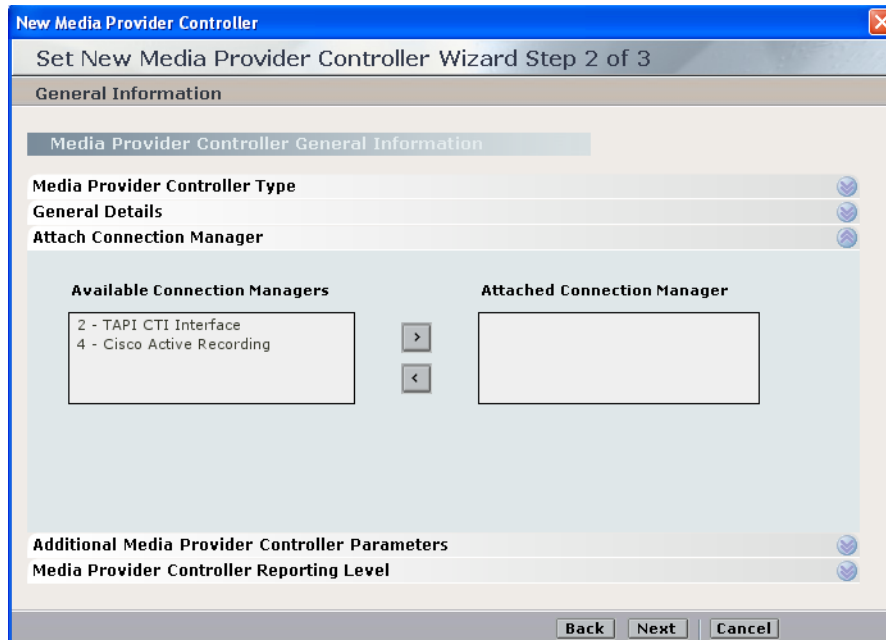 New Media Provider Controller
Set New Media Provider Controller Wizard Step 2 of 3
General Information
Media Provider Controller General Information
Media Provider Controller Type
General Details
Attach Connection Manager
Available Connection Managers
2 - TAPI CTI Interface
4 - Cisco Active Recording
>
<
Attached Connection Manager
Additional Media Provider Controller Parameters
Media Provider Controller Reporting Level
Back Next Cancel